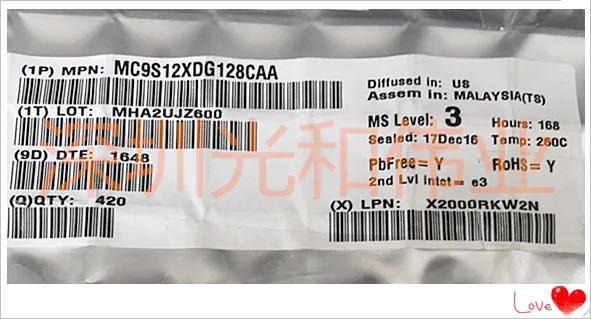 (1P) MPN: MC9S12XDG128CAA
(1T) LOT: MHA2UJZ600
(9D) DTE: 1648
(Q)QTY: 420
Diffused in: US
Assem in: MALAYSIA(TS)
MS Level: 3 Hours: 168
Sealed: 17Dec16 Temp: 260C
PbFree= Y RoHS= Y
2nd Lvl Intct= e3
(X) LPN: X2000RKW2N
深圳光和伟业
Love